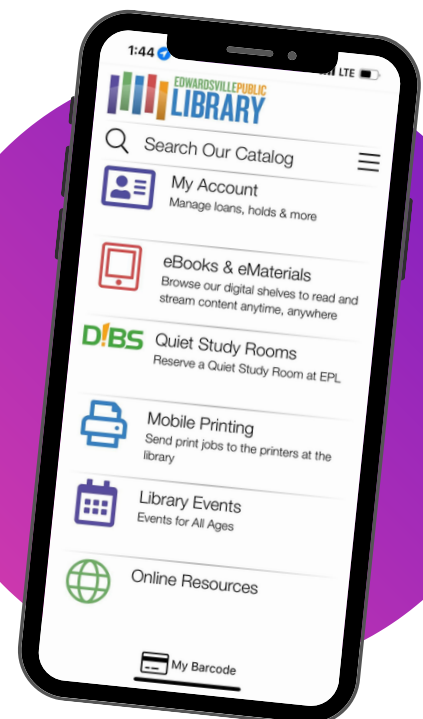 1:44
LTE
EDWARDSVILLEPUBLIC
LIBRARY
Search Our Catalog
My Account
Manage loans, holds & more
eBooks & eMaterials
Browse our digital shelves to read and
stream content anytime, anywhere
D!BS
Quiet Study Rooms
Reserve a Quiet Study Room at EPL
Mobile Printing
Send print jobs to the printers at the
library
Library Events
Events for All Ages
Online Resources
My Barcode